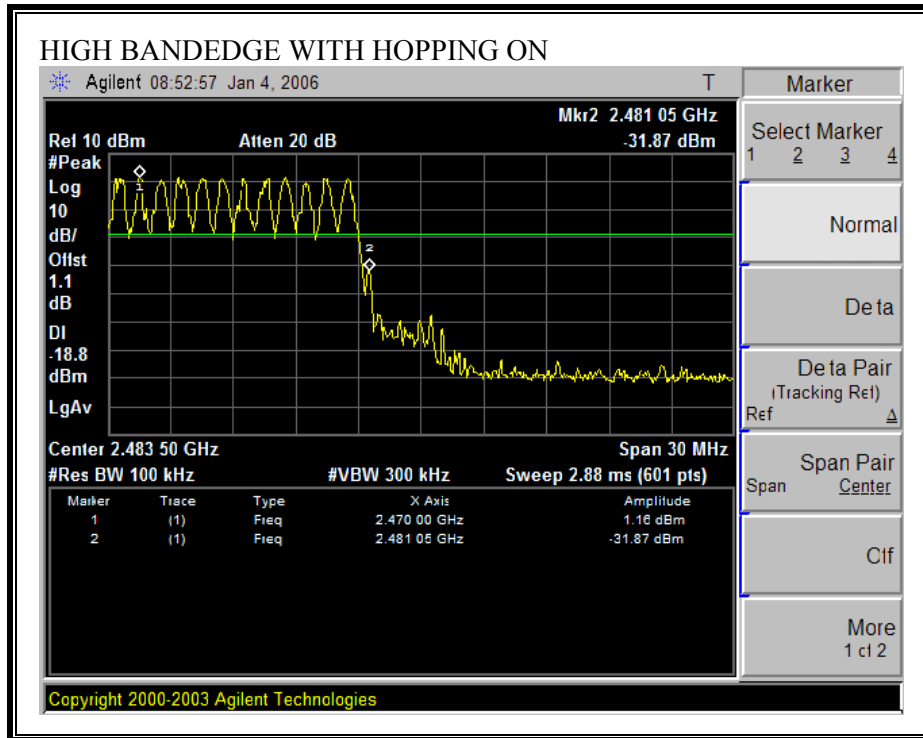 HIGH BANDEDGE WITH HOPPING ON
Agilent 08:52:57 Jan 4, 2006 T
Mkr2 2.481 05 GHz
Ref 10 dBm Atten 20 dB -31.87 dBm
#Peak
Log
10
dB/
Offst
1.1
dB
DI
-18.8
dBm
LgAv
1
2
Center 2.483 50 GHz Span 30 MHz
#Res BW 100 kHz #VBW 300 kHz Sweep 2.88 ms (601 pts)
Marker Trace Type X Axis Amplitude
1 (1) Freq 2.470 00 GHz 1.16 dBm
2 (1) Freq 2.481 05 GHz -31.87 dBm
Copyright 2000-2003 Agilent Technologies
Marker
Select Marker
1 2 3 4
Normal
Delta
Delta Pair
(Tracking Ref)
Ref Δ
Span Pair
Span Center
Off
More
1 of 2